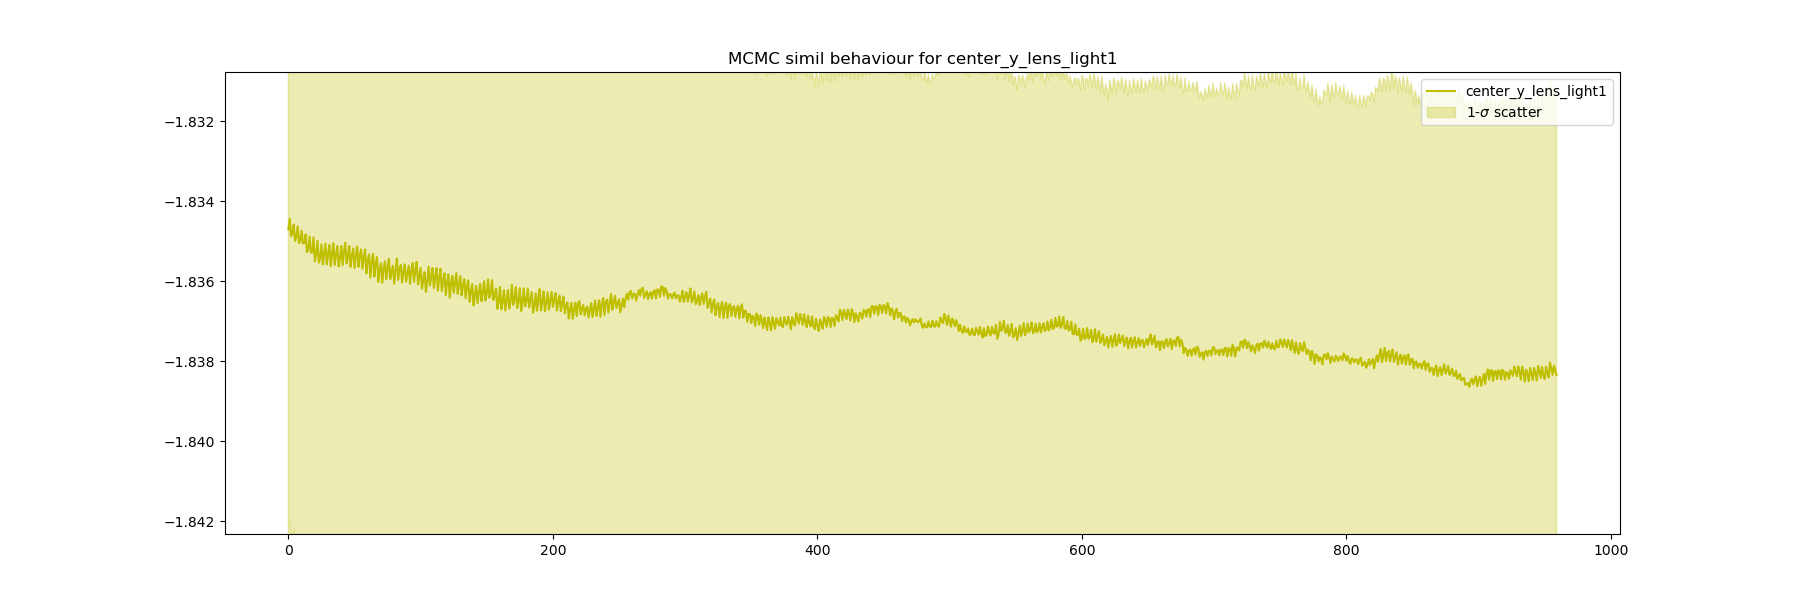 MCMC simil behaviour for center_y_lens_light1
center_y_lens_light1
1-σ scatter
−1.832
−1.834
−1.836
−1.838
−1.840
−1.842
0 200 400 600 800 1000